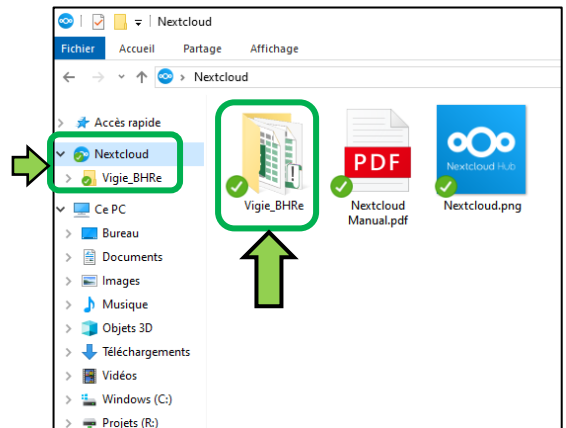 Nextcloud
Fichier Accueil Partage Affichage
Nextcloud
Accès rapide
Nextcloud
Vigie_BHRe
Ce PC
Bureau
Documents
Images
Musique
Objets 3D
Téléchargements
Vidéos
Windows (C:)
Projets (R:)
Vigie_BHRe
PDF
Nextcloud
Manual.pdf
Nextcloud Hub
Nextcloud.png